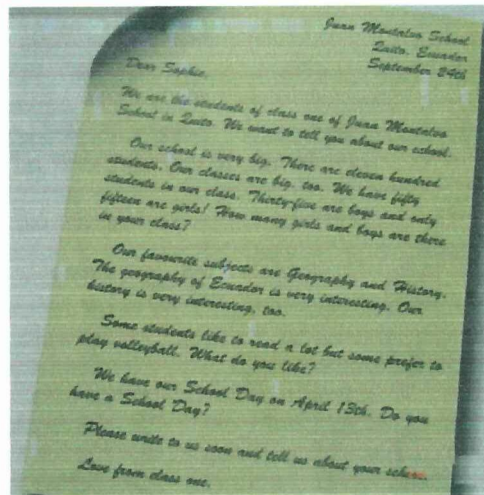 Juan Montalvo School
Quito, Ecuador
September 24th
Dear Sophie,
We are the students of class one of Juan Montalvo
School in Quito. We want to tell you about our school.
Our school is very big. There are eleven hundred
students. Our classes are big, too. We have fifty
students in our class. Thirty-five are boys and only
fifteen are girls! How many girls and boys are there
in your class?
Our favourite subjects are Geography and History.
The geography of Ecuador is very interesting. Our
history is very interesting, too.
Some students like to read a lot but some prefer to
play volleyball. What do you like?
We have our School Day on April 13th. Do you
have a School Day?
Please write to us soon and tell us about your school.
Love from class one.